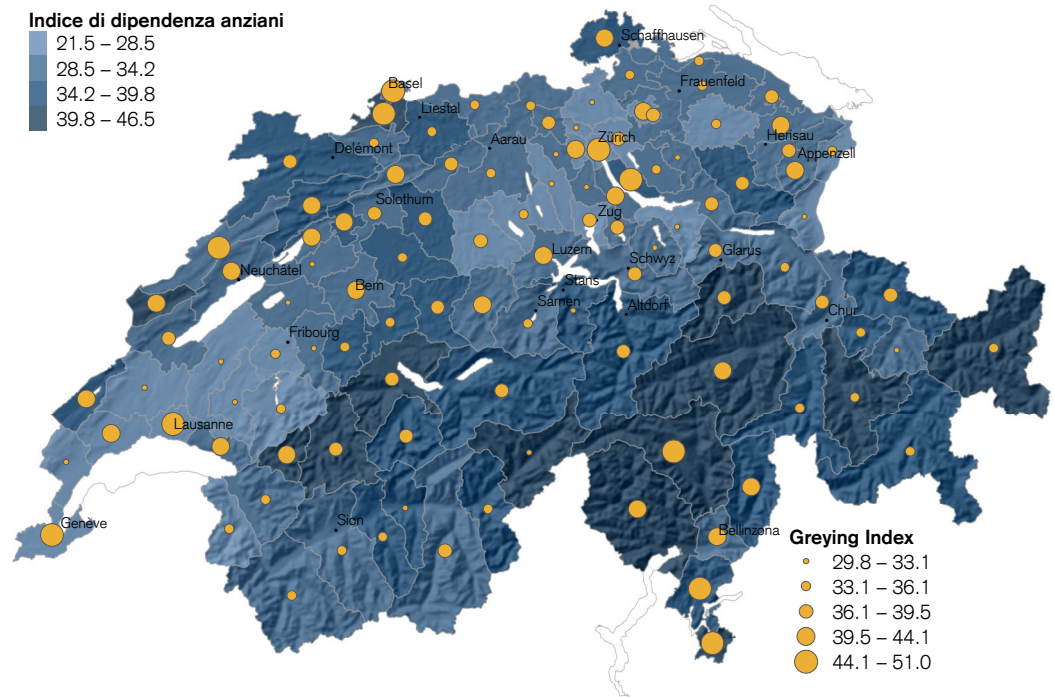 Indice di dipendenza anziani
21.5 – 28.5
28.5 – 34.2
34.2 – 39.8
39.8 – 46.5
Schaffhausen
Basel
Frauenfeld
Liestal
Herisau
Zürich
Aarau
Delémont
Appenzell
Solothurn
Zug
Luzern
Glarus
Schwyz
Neuchâtel
Stans
Bern
Sarnen
Altdorf
Chur
Fribourg
Lausanne
Genève
Sion
Bellinzona
Greying Index
29.8 – 33.1
33.1 – 36.1
36.1 – 39.5
39.5 – 44.1
44.1 – 51.0